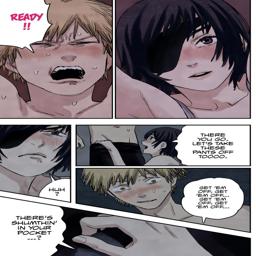 READY
!!
THERE
YOU GO.
LET'S TAKE
THESE
PANTS OFF
TOOOO.
HUH
?
GET 'EM
OFF...
GET 'EM
OFF...
GET 'EM
OFF...
THERE'S
SHUMTHIN'
IN YOUR
POCKET
...?